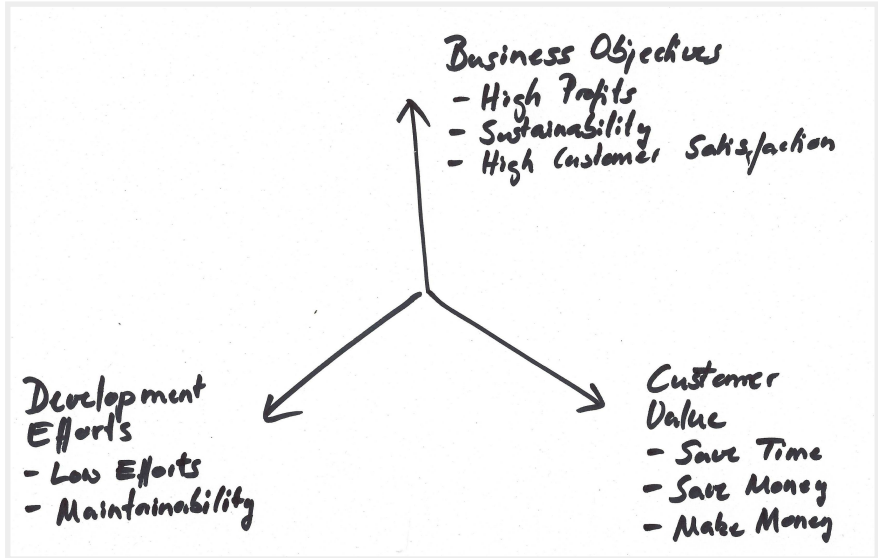 Business Objectives
- High Profits
- Sustainability
- High Customer Satisfaction
Development
Efforts
- Low Efforts
- Maintainability
Customer
Value
- Save Time
- Save Money
- Make Money